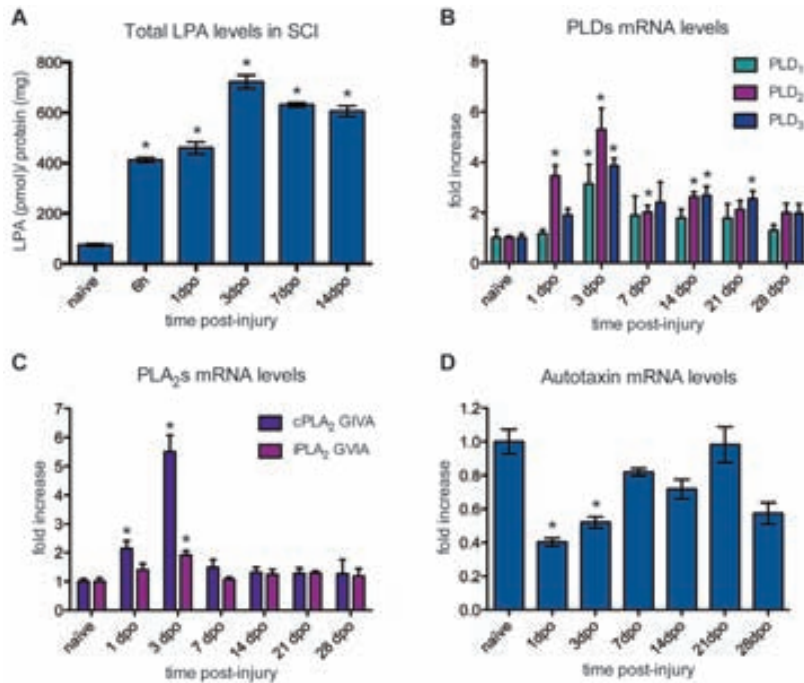 A
Total LPA levels in SCI
LPA (pmol)/ protein (mg)
800
600
400
200
0
naïve
6h
1dpo
3dpo
7dpo
14dpo
time post-injury
B
PLDs mRNA levels
fold increase
8
6
4
2
0
PLD₁
PLD₂
PLD₃
naïve
1 dpo
3 dpo
7 dpo
14 dpo
21 dpo
28 dpo
time post-injury
C
PLA₂s mRNA levels
fold increase
7
6
5
4
3
2
1
0
cPLA₂ GIVA
iPLA₂ GVIA
naïve
1 dpo
3 dpo
7 dpo
14 dpo
21 dpo
28 dpo
time post-injury
D
Autotaxin mRNA levels
fold increase
1.2
1.0
0.8
0.6
0.4
0.2
0.0
naïve
1dpo
3dpo
7dpo
14dpo
21dpo
28dpo
time post-injury